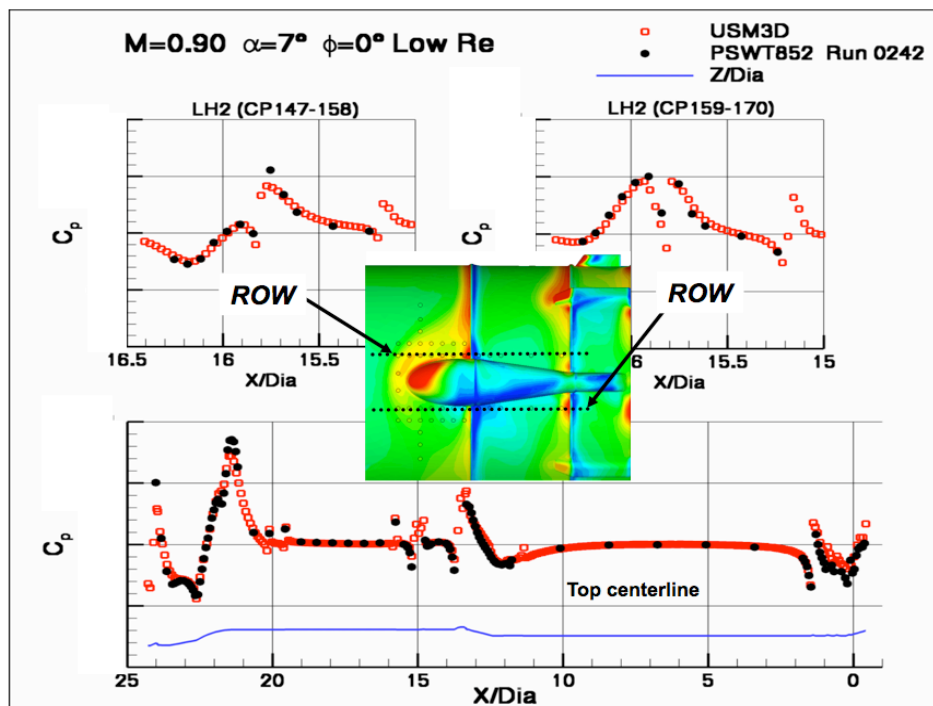 M=0.90 α=7° ϕ=0° Low Re
USM3D
PSWT852 Run 0242
Z/Dia
LH2 (CP147-158)
LH2 (CP159-170)
Cp
Cp
16.5 16 15.5
X/Dia
6 15.5 15
X/Dia
ROW
ROW
Cp
Top centerline
25 20 15 10 5 0
X/Dia